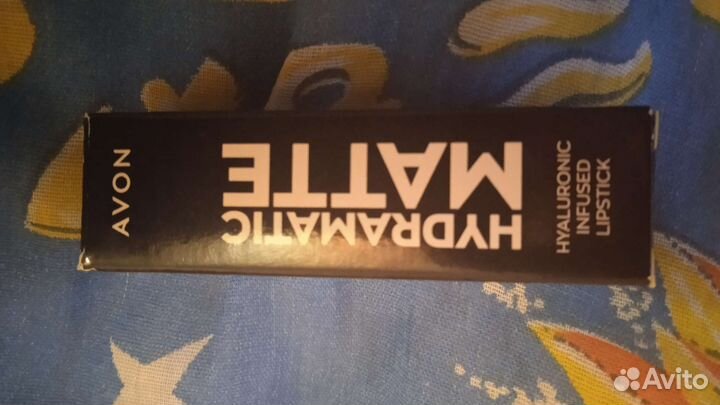 AVON
HYDRAMATIC
MATTE
HYALURONIC
INFUSED
LIPSTICK
Avito